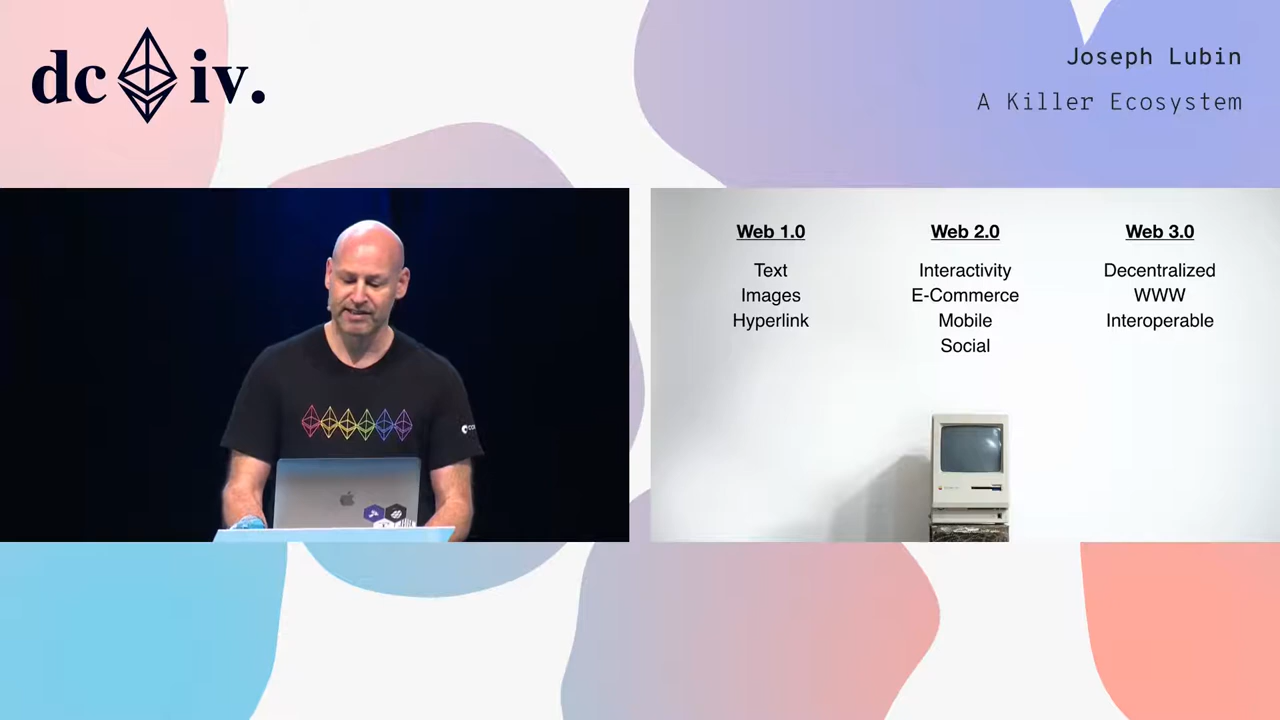 dc iv.
Joseph Lubin
A Killer Ecosystem
Web 1.0
Text
Images
Hyperlink
Web 2.0
Interactivity
E-Commerce
Mobile
Social
Web 3.0
Decentralized
WWW
Interoperable